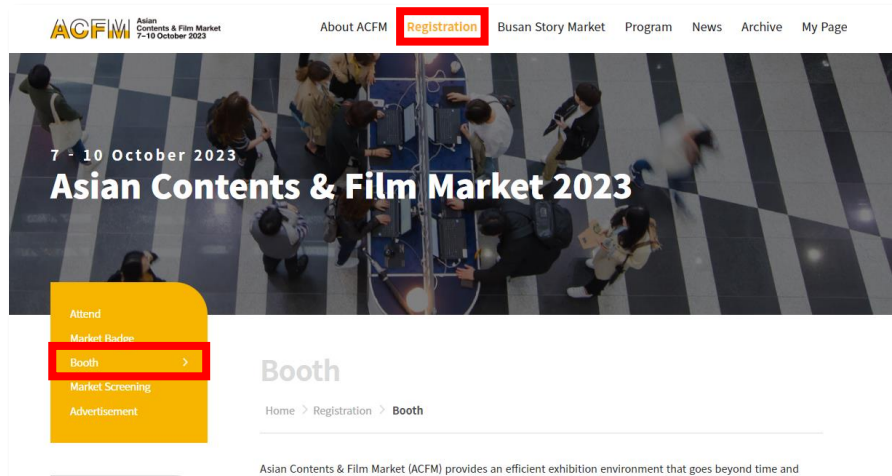 ACFM
Asian
Contents & Film Market
7–10 October 2023
About ACFM Registration Busan Story Market Program News Archive My Page
7 - 10 October 2023
Asian Contents & Film Market 2023
Attend
Market Badge
Booth >
Market Screening
Advertisement
Booth
Home > Registration > Booth
Asian Contents & Film Market (ACFM) provides an efficient exhibition environment that goes beyond time and